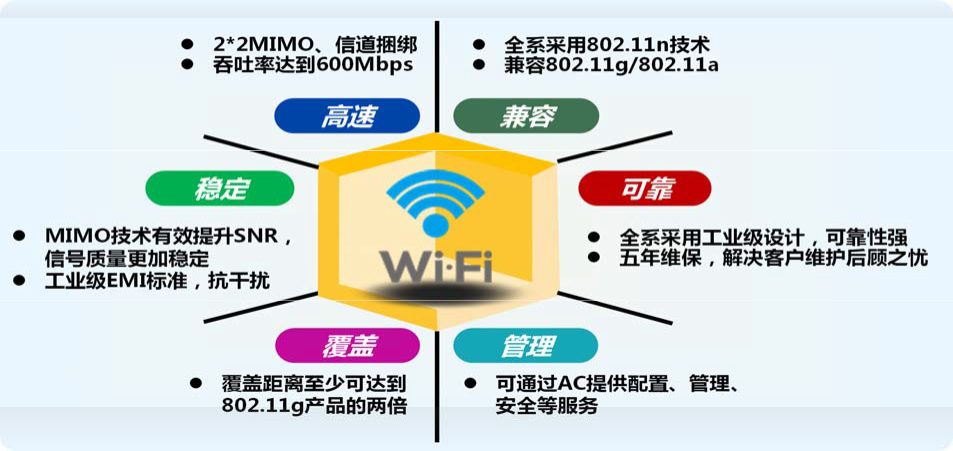 ● 2*2MIMO、信道捆绑
● 吞吐率达到600Mbps
高速
● 全系采用802.11n技术
● 兼容802.11g/802.11a
兼容
稳定
● MIMO技术有效提升SNR，
信号质量更加稳定
● 工业级EMI标准，抗干扰
Wi-Fi
可靠
● 全系采用工业级设计，可靠性强
● 五年维保，解决客户维护后顾之忧
覆盖
● 覆盖距离至少可达到
802.11g产品的两倍
管理
● 可通过AC提供配置、管理、
安全等服务